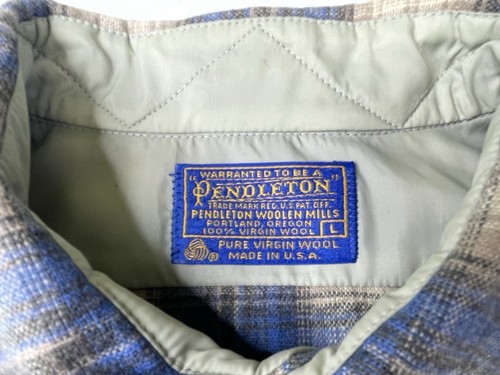 "WARRANTED TO BE A
PENDLETON"
TRADE MARK REG. U.S. PAT. OFF.
PENDLETON WOOLEN MILLS
PORTLAND, OREGON
100% VIRGIN WOOL L
® PURE VIRGIN WOOL
MADE IN U.S.A.